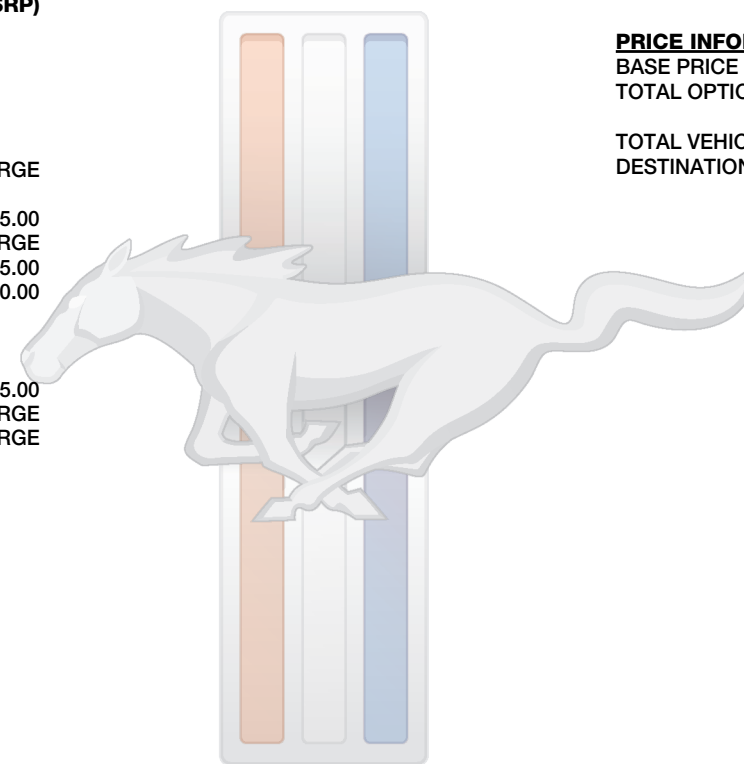 SRP)
RGE
5.00
RGE
5.00
0.00
5.00
RGE
RGE
PRICE INFO
BASE PRICE
TOTAL OPTIO
TOTAL VEHIC
DESTINATION